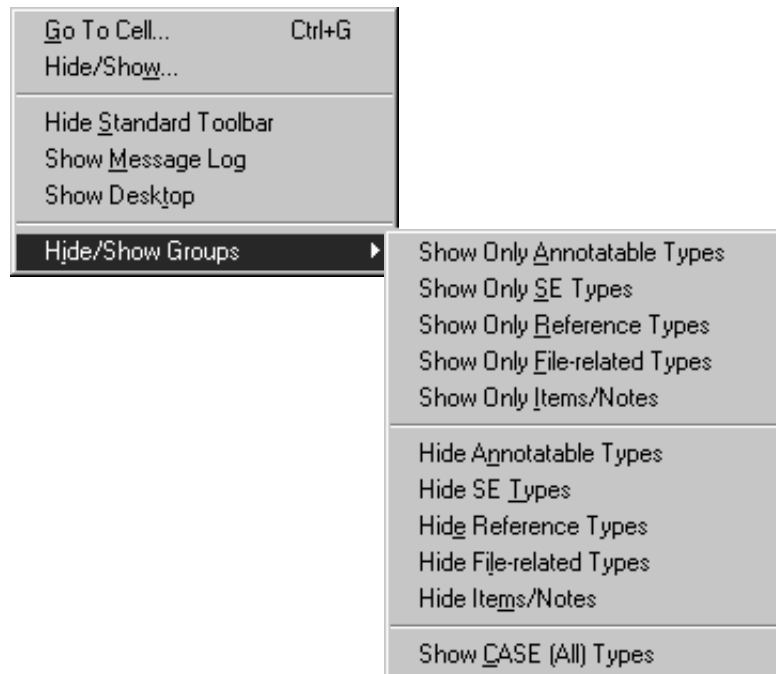 Go To Cell... Ctrl+G
Hide/Show...
Hide Standard Toolbar
Show Message Log
Show Desktop
Hide/Show Groups
Show Only Annotatable Types
Show Only SE Types
Show Only Reference Types
Show Only File-related Types
Show Only Items/Notes
Hide Annotatable Types
Hide SE Types
Hide Reference Types
Hide File-related Types
Hide Items/Notes
Show CASE (All) Types